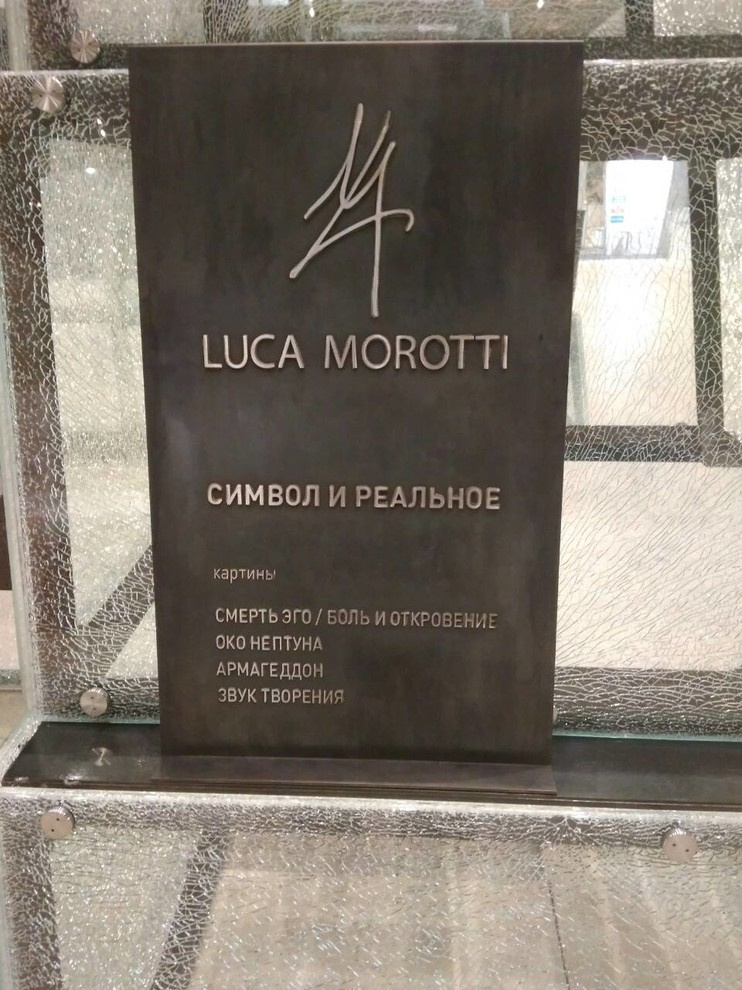 LUCA MOROTTI
СИМВОЛ И РЕАЛЬНОЕ
картины
СМЕРТЬ ЭГО / БОЛЬ И ОТКРОВЕНИЕ
ОКО НЕПТУНА
АРМАГЕДДОН
ЗВУК ТВОРЕНИЯ